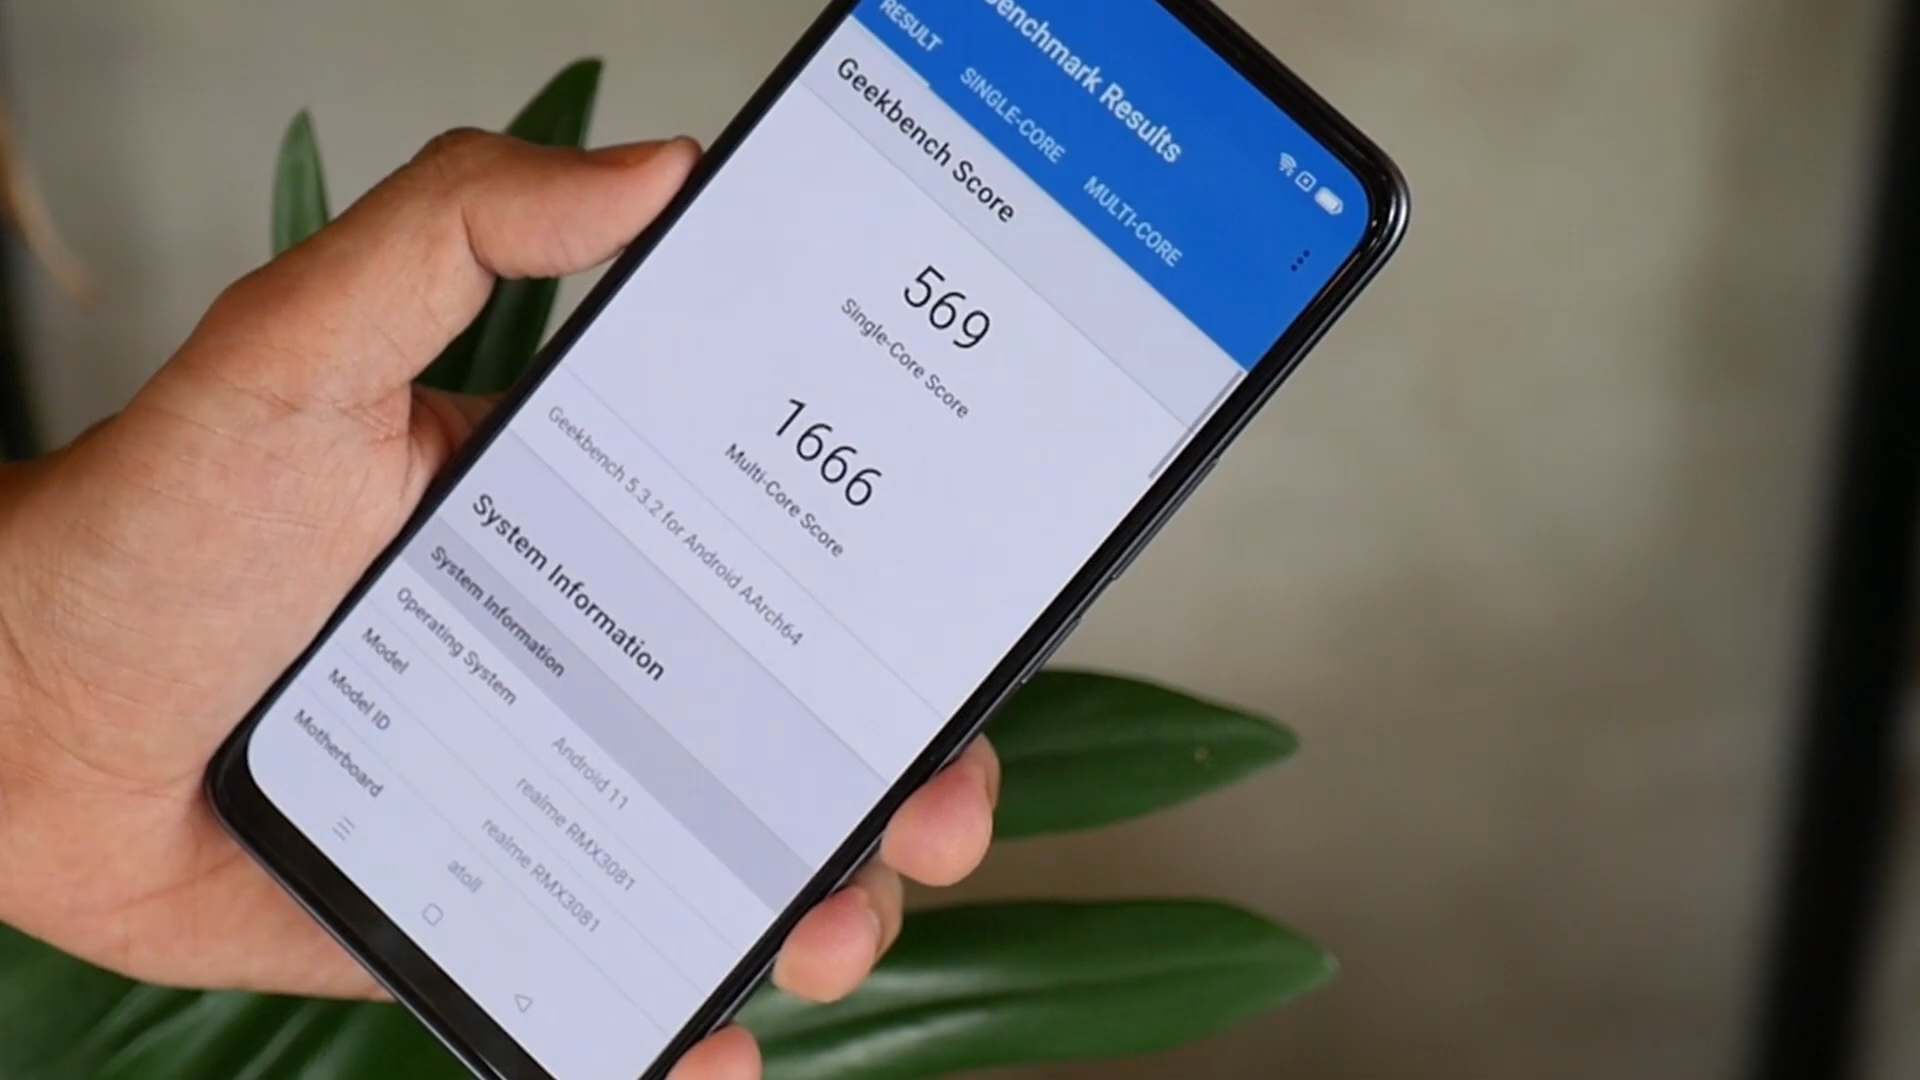 Benchmark Results
RESULT
SINGLE-CORE
MULTI-CORE
Geekbench Score
569
Single-Core Score
1666
Multi-Core Score
Geekbench 5.3.2 for Android AArch64
System Information
System Information
Operating System
Android 11
Model
realme RMX3081
Model ID
realme RMX3081
Motherboard
atoll